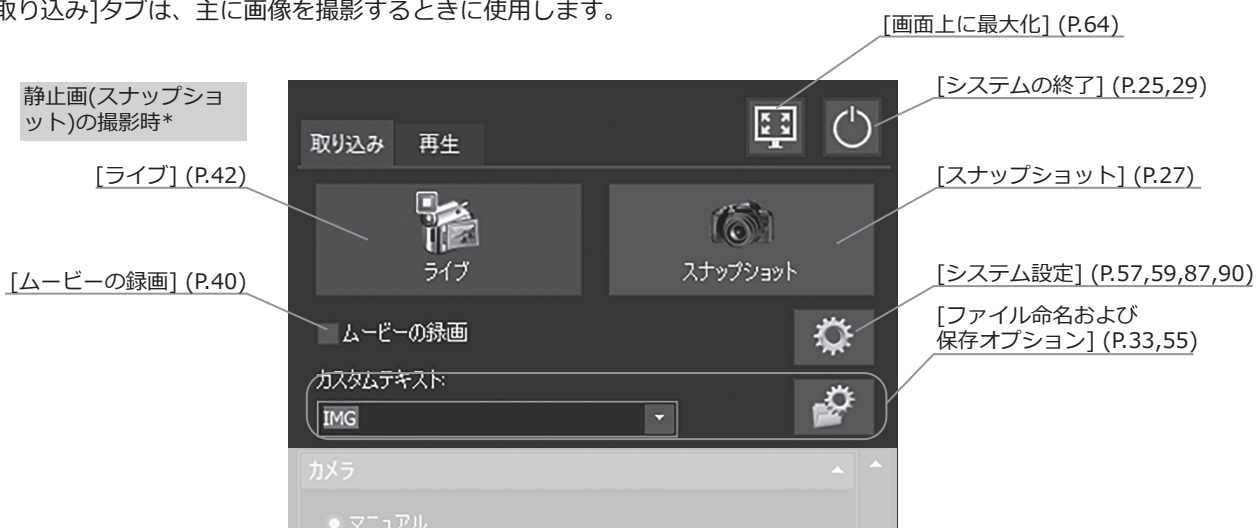 取り込み]タブは、主に画像を撮影するときに使用します。
[画面上に最大化] (P.64)
静止画(スナップショ
ット)の撮影時*
[システムの終了] (P.25,29)
取り込み 再生
[ライブ] (P.42)
[スナップショット] (P.27)
ライブ
スナップショット
[ムービーの録画] (P.40)
[システム設定] (P.57,59,87,90)
ムービーの録画
[ファイル命名および
保存オプション] (P.33,55)
カスタムテキスト:
IMG
カメラ
マニュアル